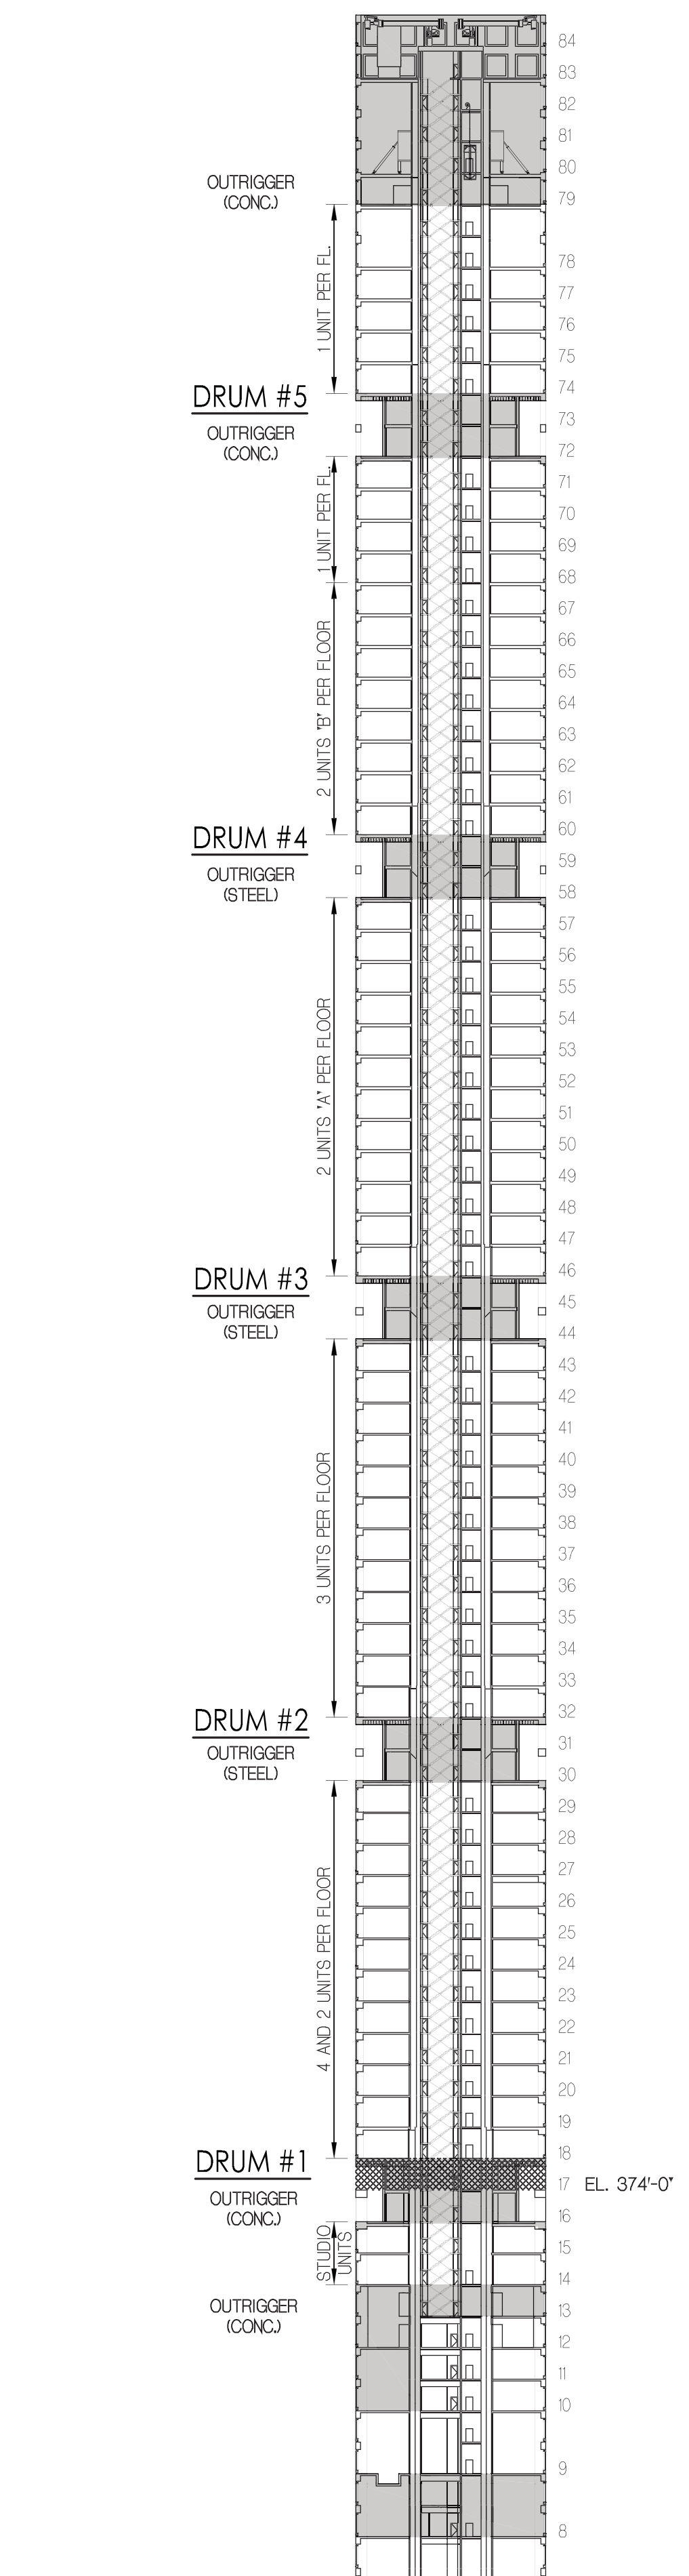 84
83
82
81
80
OUTRIGGER
(CONC.)
79
1 UNIT PER FL.
78
77
76
75
74
DRUM #5
OUTRIGGER
(CONC.)
73
72
1 UNIT PER FL.
71
70
69
68
2 UNITS 'B' PER FLOOR
67
66
65
64
63
62
61
60
DRUM #4
OUTRIGGER
(STEEL)
59
58
2 UNITS 'A' PER FLOOR
57
56
55
54
53
52
51
50
49
48
47
46
DRUM #3
OUTRIGGER
(STEEL)
45
44
3 UNITS PER FLOOR
43
42
41
40
39
38
37
36
35
34
33
32
DRUM #2
OUTRIGGER
(STEEL)
31
30
4 AND 2 UNITS PER FLOOR
29
28
27
26
25
24
23
22
21
20
19
18
DRUM #1
OUTRIGGER
(CONC.)
17 EL. 374'-0"
16
STUDIO
UNITS
15
14
OUTRIGGER
(CONC.)
13
12
11
10
9
8